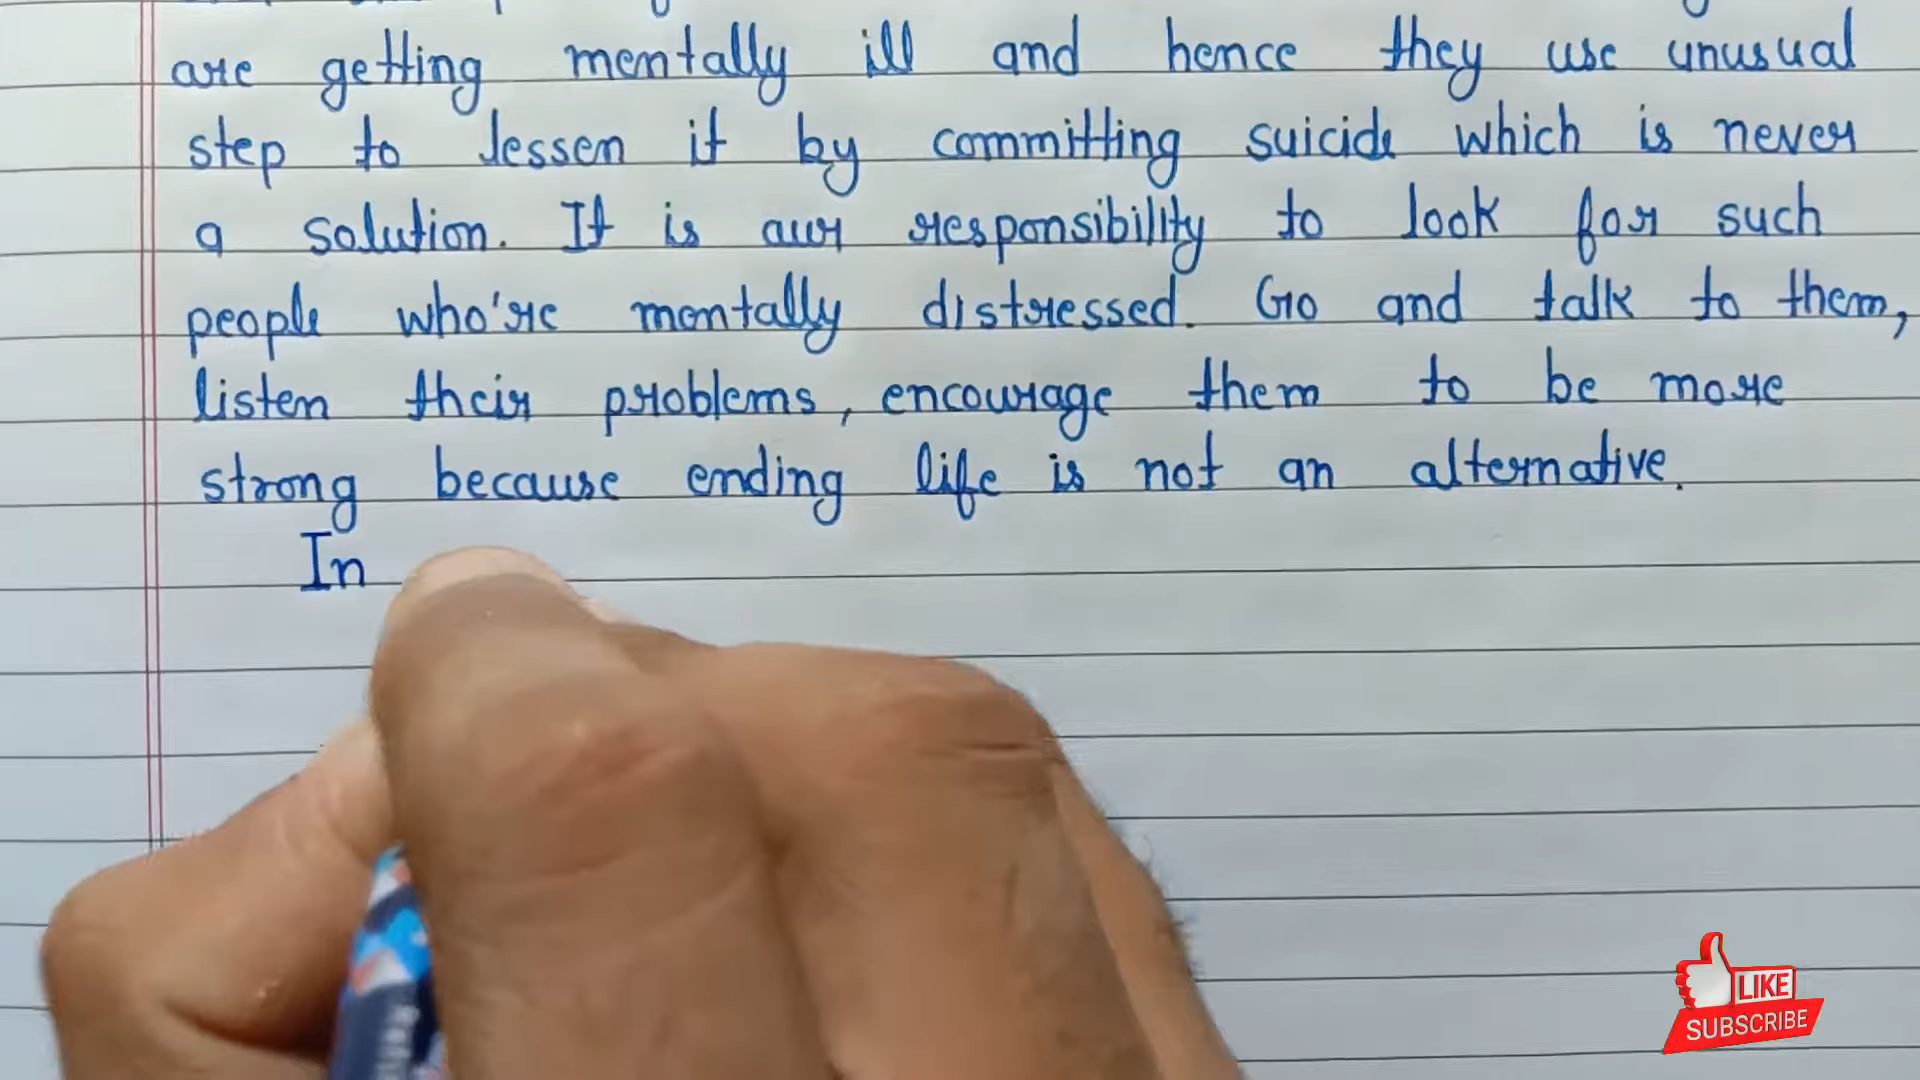 are getting mentally ill and hence they use unusual
step to lessen it by committing suicide which is never
a solution. It is our responsibility to look for such
people who're mentally distressed. Go and talk to them,
listen their problems, encourage them to be more
strong because ending life is not an alternative.
In
LIKE
SUBSCRIBE